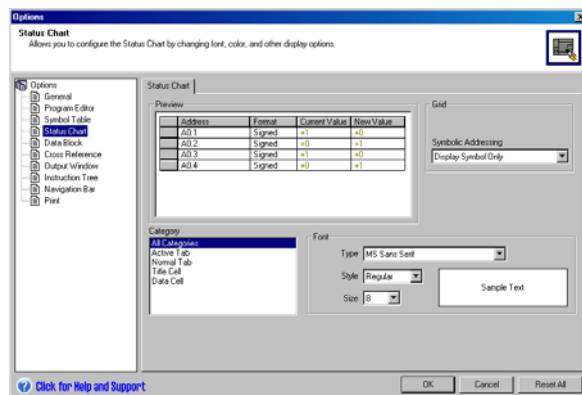 Options
Status Chart
Allows you to configure the Status Chart by changing font, color, and other display options.
Options
General
Program Editor
Symbol Table
Status Chart
Data Block
Cross Reference
Output Window
Instruction Tree
Navigation Bar
Print
Status Chart
Preview
Address Format Current Value New Value
A0.1 Signed +1 +0
A0.2 Signed +0 +1
A0.3 Signed +1 +0
A0.4 Signed +0 +1
Grid
Symbolic Addressing
Display Symbol Only
Category
All Categories
Active Tab
Normal Tab
Title Cell
Data Cell
Font
Type MS Sans Serif
Style Regular
Size 8
Sample Text
Click for Help and Support
OK Cancel Reset All